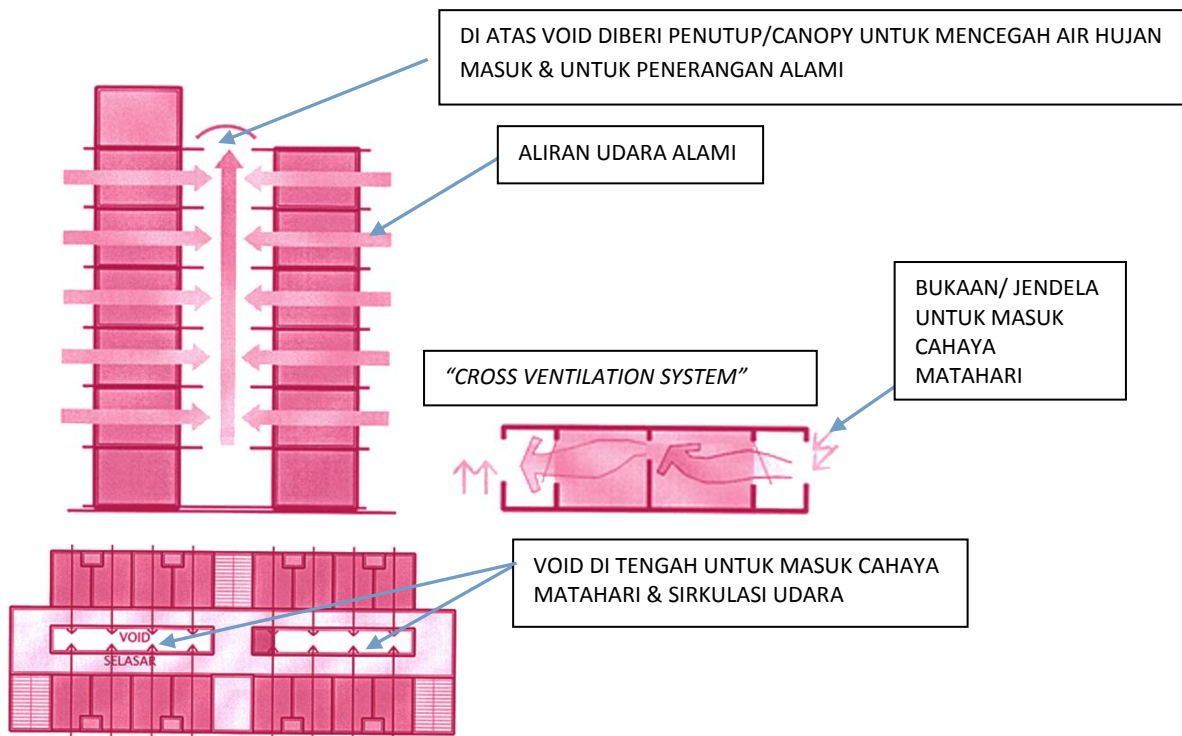 DI ATAS VOID DIBERI PENUTUP/CANOPY UNTUK MENCEGAH AIR HUJAN
MASUK & UNTUK PENERANGAN ALAMI
ALIRAN UDARA ALAMI
BUKAAN/ JENDELA
UNTUK MASUK
CAHAYA
MATAHARI
“CROSS VENTILATION SYSTEM”
VOID DI TENGAH UNTUK MASUK CAHAYA
MATAHARI & SIRKULASI UDARA
VOID
SELASAR